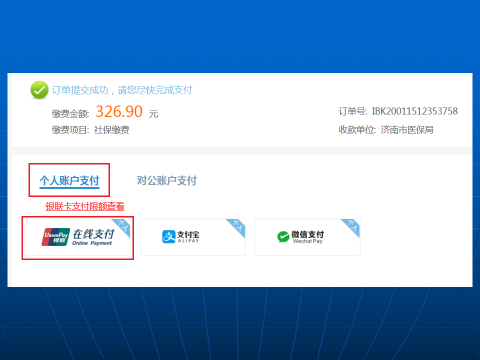 订单提交成功，请您尽快完成支付
缴费金额: 326.90 元
订单号: IBK20011512353758
缴费项目: 社保缴费
收款单位: 济南市医保局
个人账户支付 对公账户支付
银联卡支付限额查看
UnionPay 银联 在线支付 Online Payment
支 支付宝 ALIPAY
微信支付 WeChat Pay